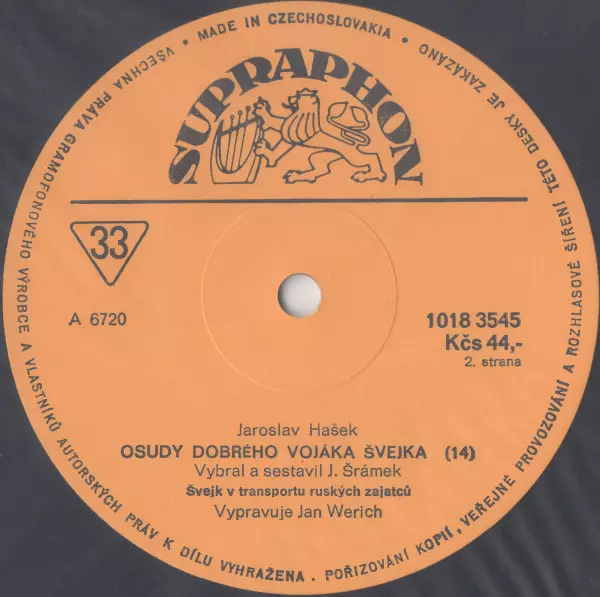 SUPRAPHON
VŠECHNA PRÁVA GRAMOFONOVÉHO VÝROBCE A VLASTNÍKŮ AUTORSKÝCH PRÁV K DÍLU VYHRAŽENA • POŘIZOVÁNÍ KOPIÍ, VEŘEJNÉ PROVOZOVÁNÍ A ROZHLASOVÉ ŠÍŘENÍ TÉTO DESKY JE ZAKÁZÁNO • MADE IN CZECHOSLOVAKIA •
33
A 6720
1018 3545
Kčs 44,-
2. strana
Jaroslav Hašek
OSUDY DOBRÉHO VOJÁKA ŠVEJKA (14)
Vybral a sestavil J. Šrámek
Švejk v transportu ruských zajatců
Vypravuje Jan Werich